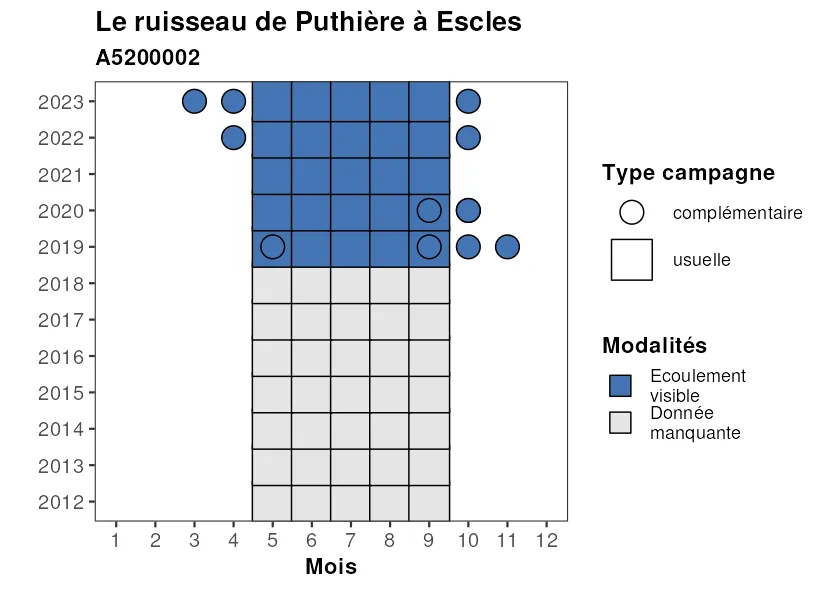 Le ruisseau de Puthière à Escles
A5200002
2023
2022
2021
2020
2019
2018
2017
2016
2015
2014
2013
2012
1 2 3 4 5 6 7 8 9 10 11 12
Mois
Type campagne
complémentaire
usuelle
Modalités
Ecoulement
visible
Donnée
manquante